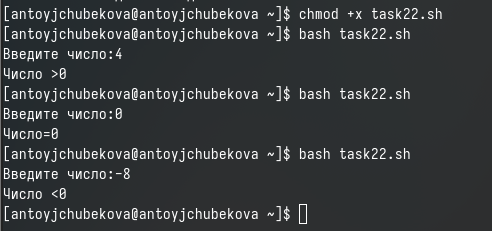 [antoyjchubekova@antoyjchubekova ~]$ chmod +x task22.sh
[antoyjchubekova@antoyjchubekova ~]$ bash task22.sh
Введите число:4
Число >0
[antoyjchubekova@antoyjchubekova ~]$ bash task22.sh
Введите число:0
Число=0
[antoyjchubekova@antoyjchubekova ~]$ bash task22.sh
Введите число:-8
Число <0
[antoyjchubekova@antoyjchubekova ~]$